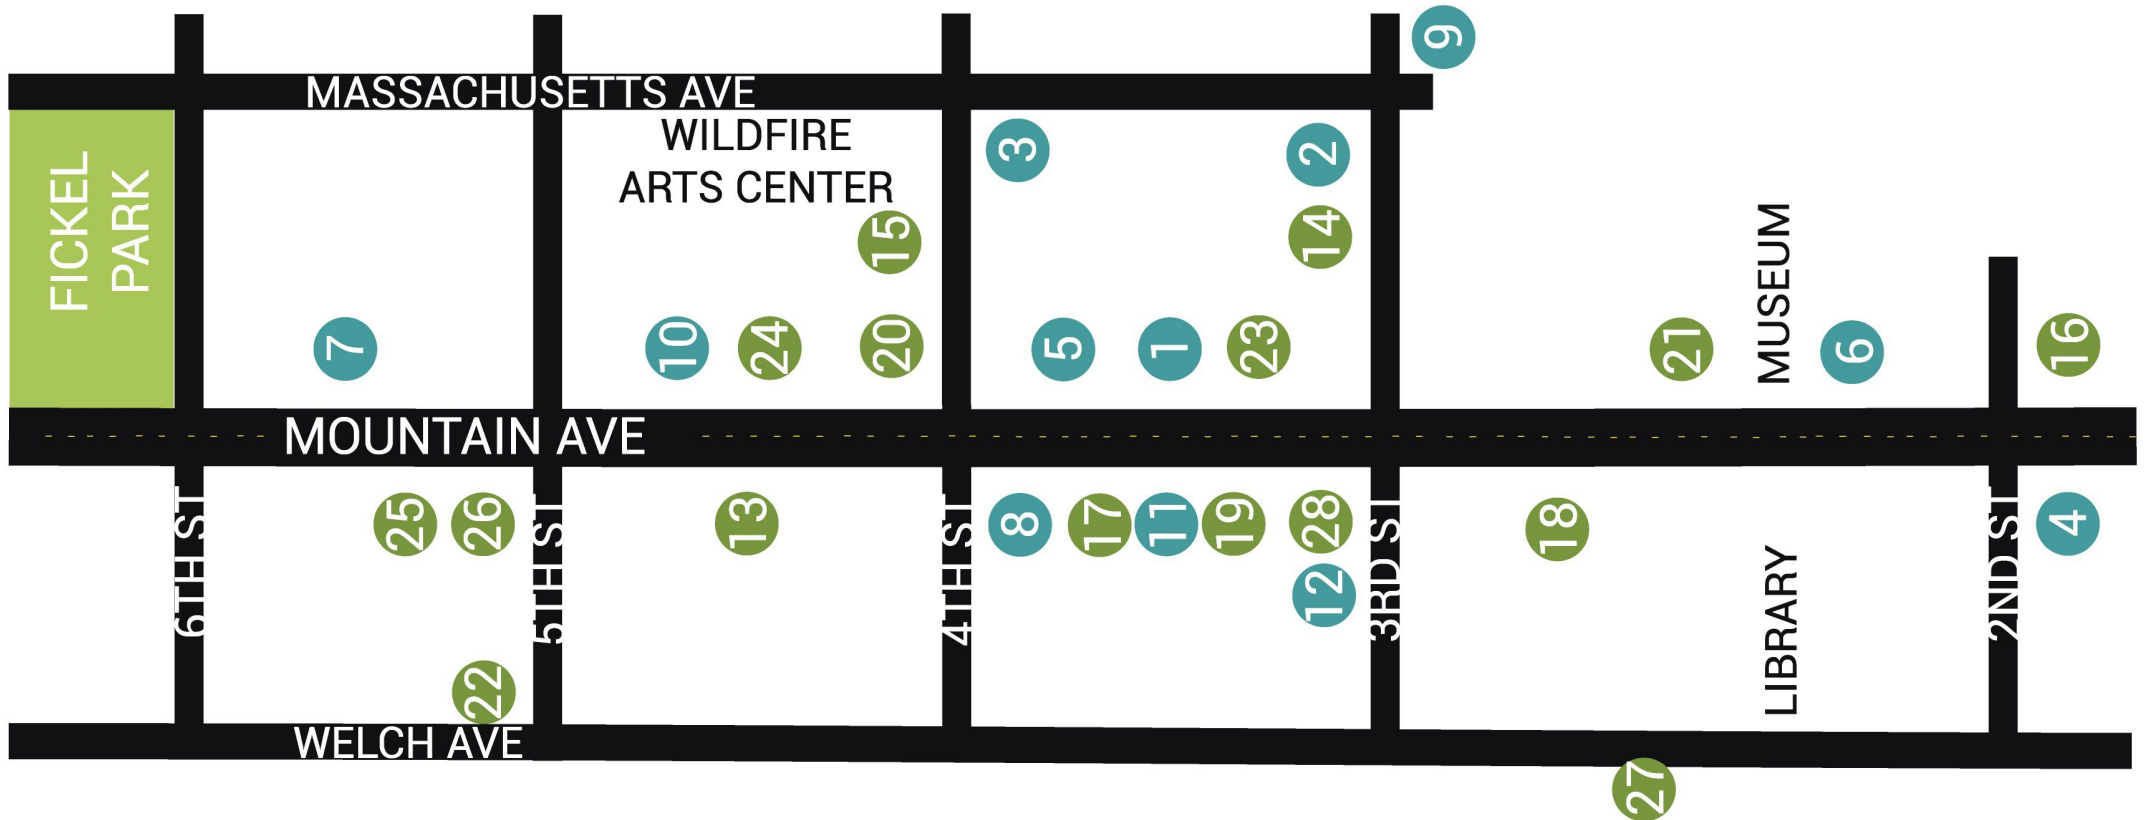 9
MASSACHUSETTS AVE
WILDFIRE
ARTS CENTER
FICKEL
PARK
3
2
15
14
MUSEUM
7
10
24
20
5
1
23
21
6
16
MOUNTAIN AVE
6TH ST
25
26
5TH ST
13
4TH ST
8
17
11
19
28
12
3RD ST
18
LIBRARY
2ND ST
4
22
WELCH AVE
27